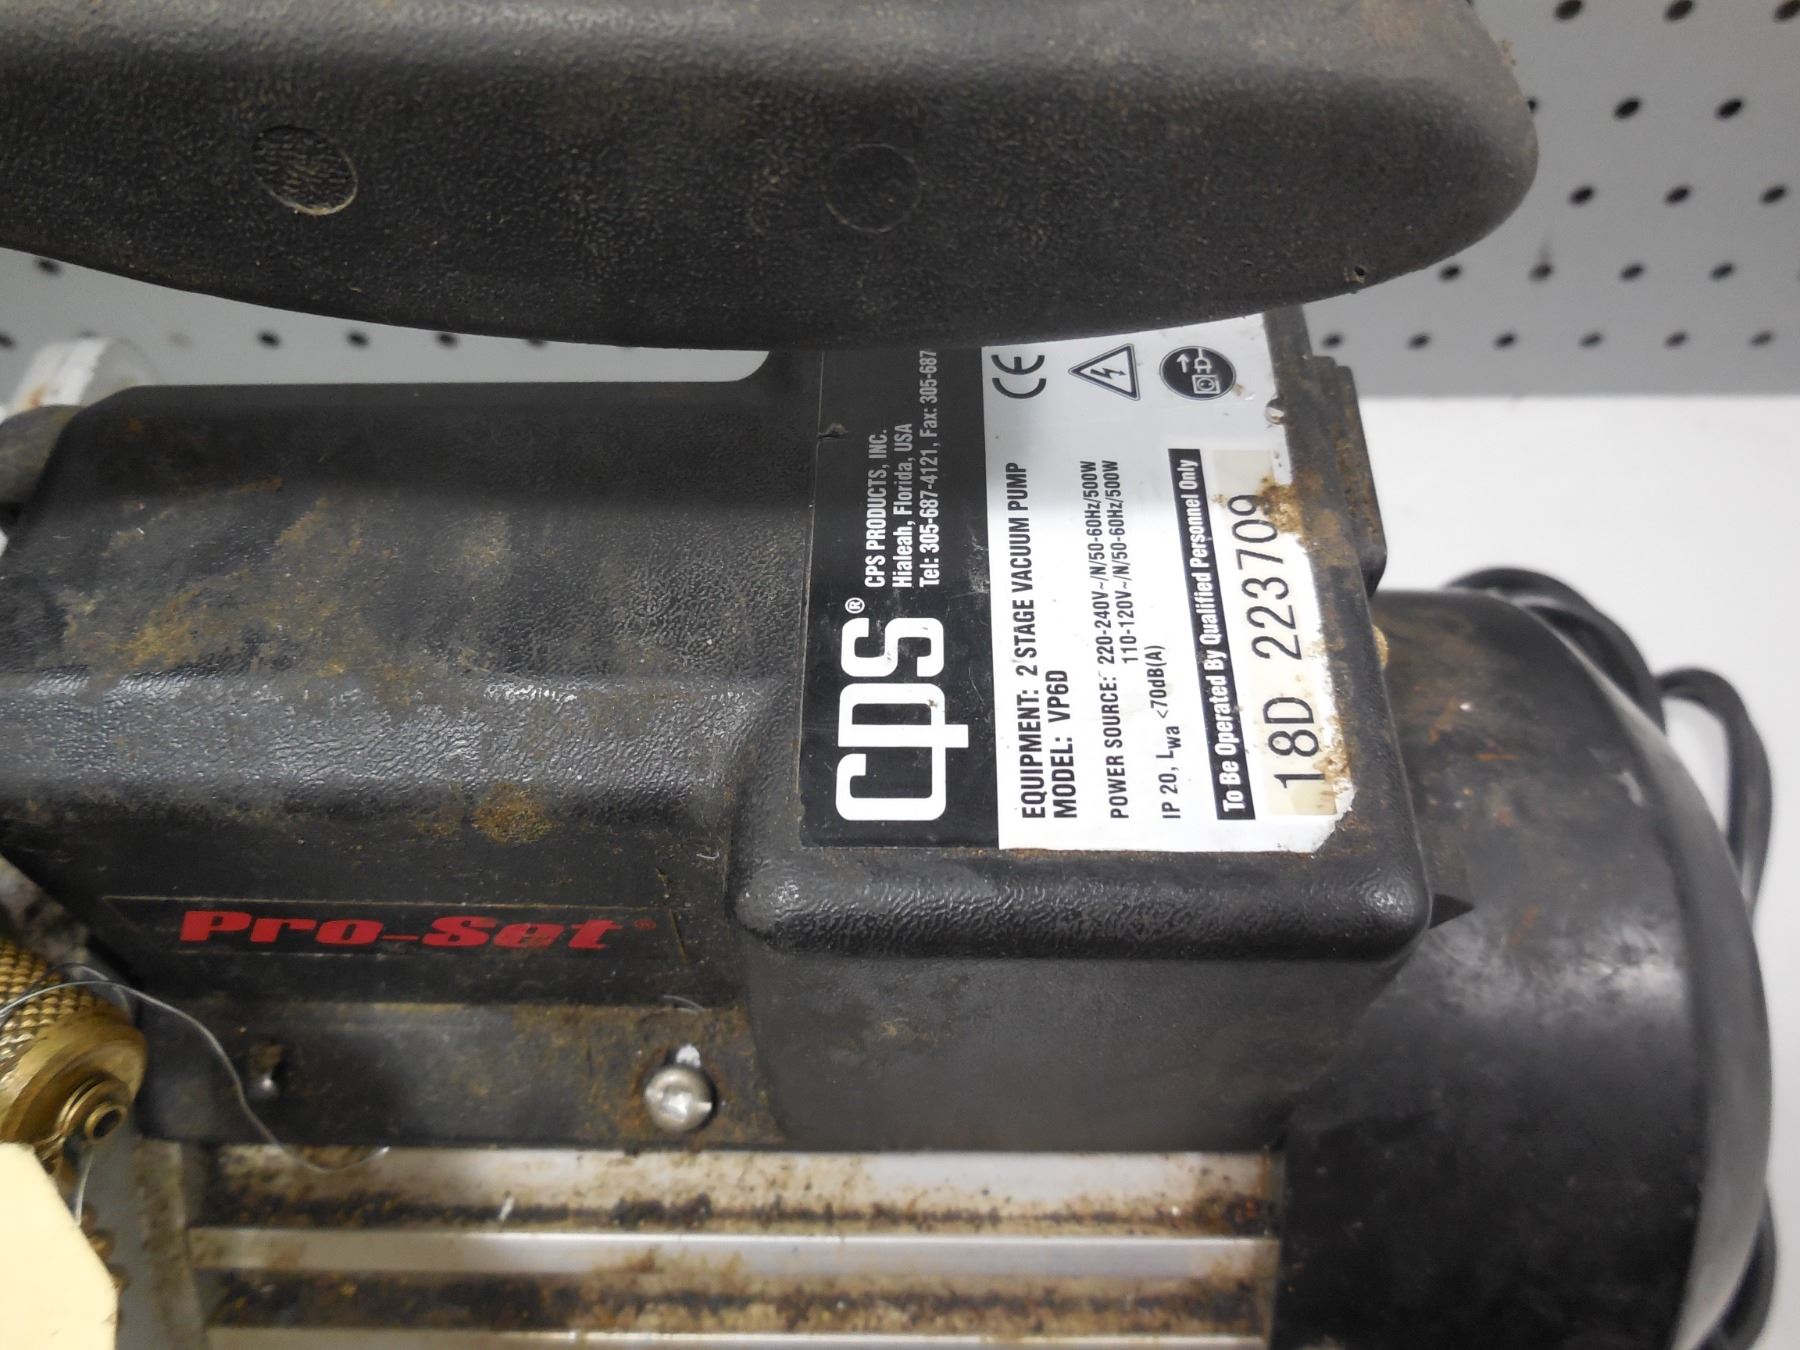 cps®
CPS PRODUCTS, INC.
Hialeah, Florida, USA
Tel: 305-687-4121, Fax: 305-687
CE
EQUIPMENT: 2 STAGE VACUUM PUMP
MODEL: VP6D
POWER SOURCE: 220-240V~/N/50-60Hz/500W
110-120V~/N/50-60Hz/500W
IP 20, Lwa <70dB(A)
To Be Operated By Qualified Personnel Only
18D 223709
Pro-Set®